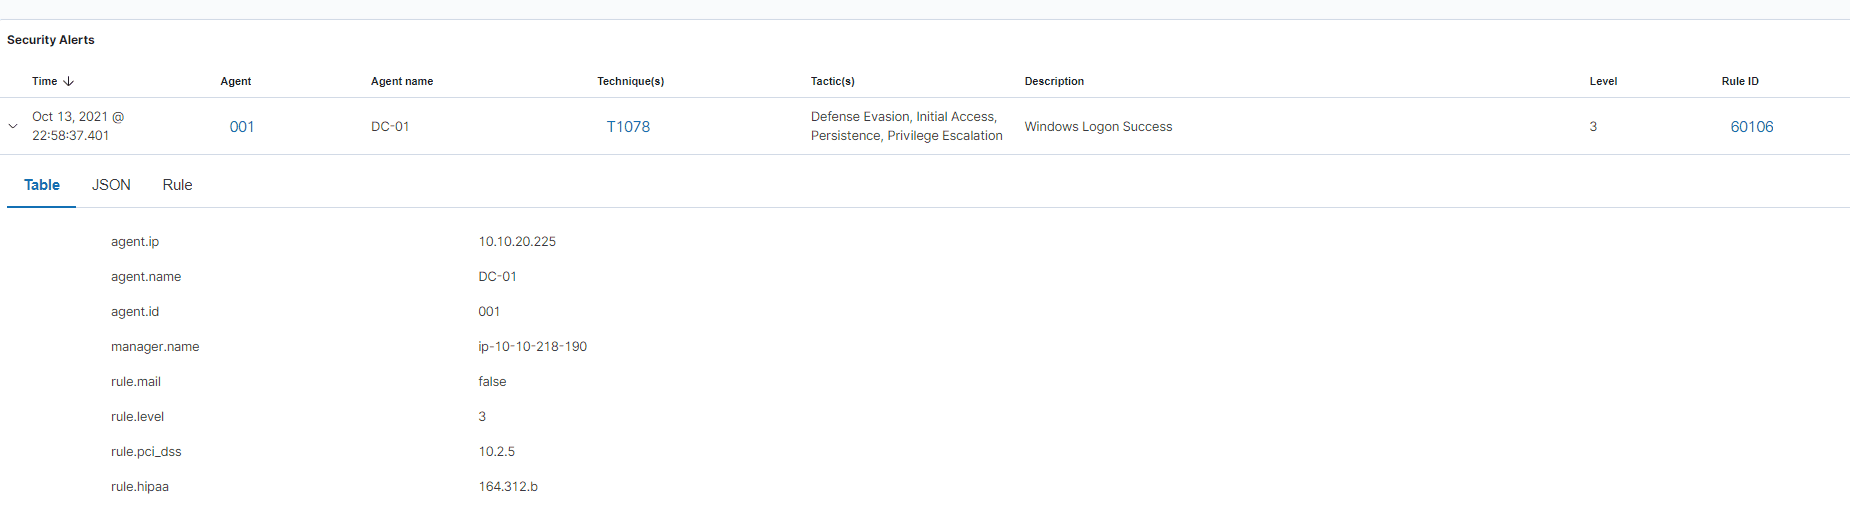 Security Alerts
Time Agent Agent name Technique(s) Tactic(s) Description Level Rule ID
Oct 13, 2021 @ 22:58:37.401 001 DC-01 T1078 Defense Evasion, Initial Access, Persistence, Privilege Escalation Windows Logon Success 3 60106
Table JSON Rule
agent.ip 10.10.20.225
agent.name DC-01
agent.id 001
manager.name ip-10-10-218-190
rule.mail false
rule.level 3
rule.pci_dss 10.2.5
rule.hipaa 164.312.b